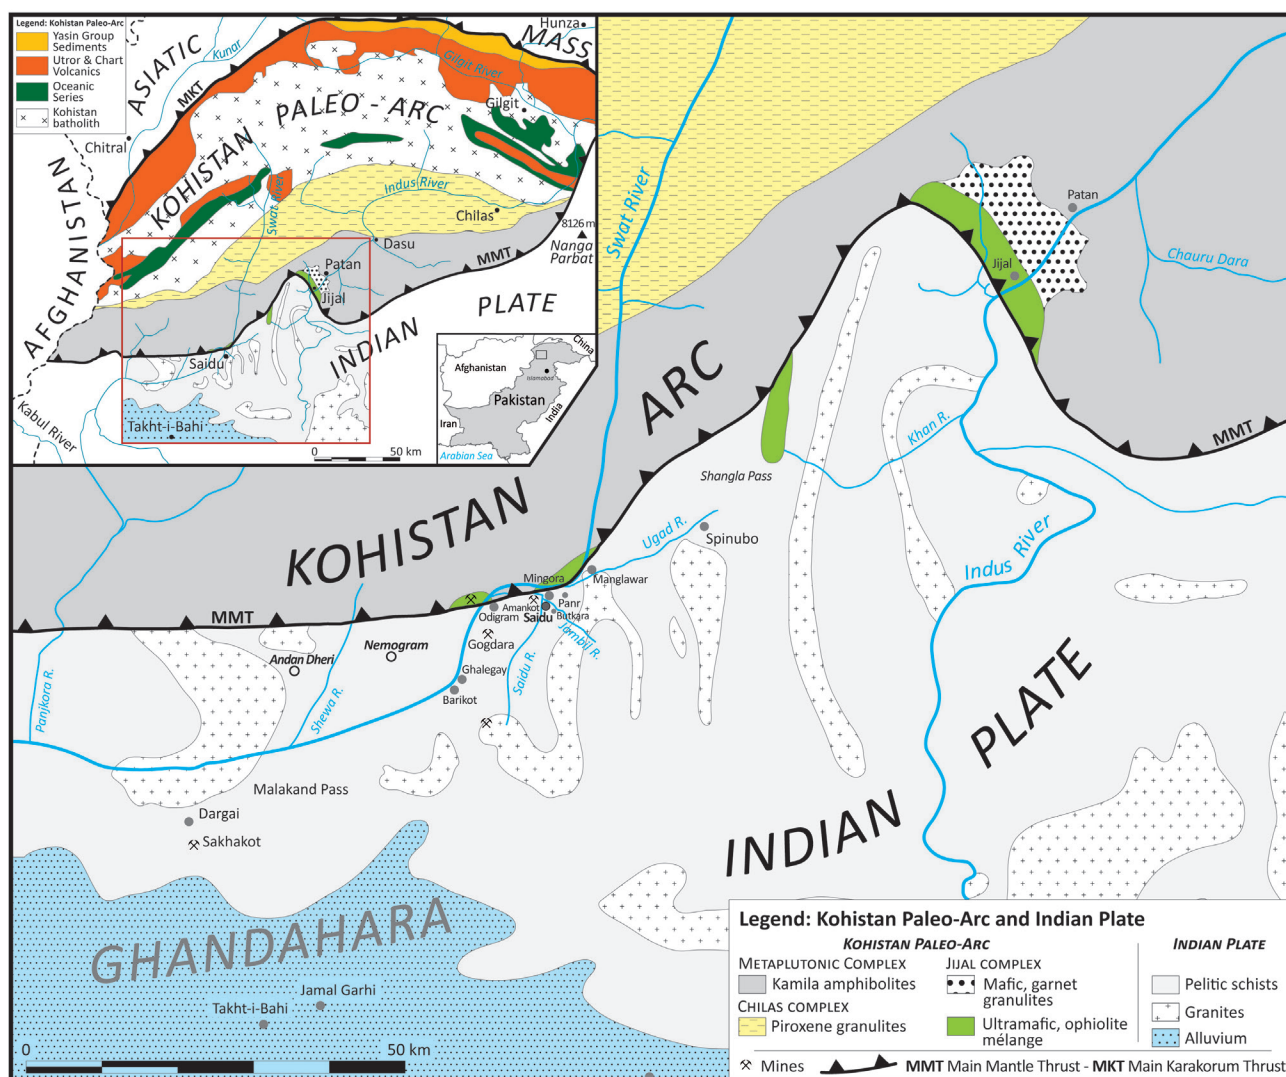 Legend: Kohistan Paleo-Arc
Yasin Group
Sediments
Utror & Chart
Volcanics
Oceanic
Series
Kohistan
batholith
ASIATIC
MASS
Kunar
MKT
Hunza
Gilgit River
Gilgit
Chitral
PALEO - ARC
KOHISTAN
Swat River
Indus River
Chilas
8126 m
Nanga
Parbat
Dasu
MMT
Patan
Jijal
AFGHANISTAN
INDIAN
PLATE
Saidu
Kabul River
Takht-i-Bahi
0
50 km
Afghanistan
China
Islamabad
Pakistan
Iran
India
Arabian Sea
Swat River
Patan
Jijal
Chauru Dara
ARC
KOHISTAN
MMT
Khan R.
Shangla Pass
Ugad R.
Spinubo
Indus River
Mingora
Manglawar
MMT
Amankot
Panr
Odigram
Saidu
Butkara
Jambil R.
Andan Dheri
Nemogram
Gogdara
Ghalegay
Saidu R.
Barikot
Panjkora R.
Shewa R.
PLATE
INDIAN
Malakand Pass
Dargai
Sakhakot
GHANDAHARA
Jamal Garhi
Takht-i-Bahi
0
50 km
Legend: Kohistan Paleo-Arc and Indian Plate
KOHISTAN PALEO-ARC
INDIAN PLATE
METAPLUTONIC COMPLEX
JIJAL COMPLEX
Kamila amphibolites
Mafic, garnet
granulites
Pelitic schists
CHILAS COMPLEX
Granites
Piroxene granulites
Ultramafic, ophiolite
mélange
Alluvium
Mines
MMT Main Mantle Thrust - MKT Main Karakorum Thrust